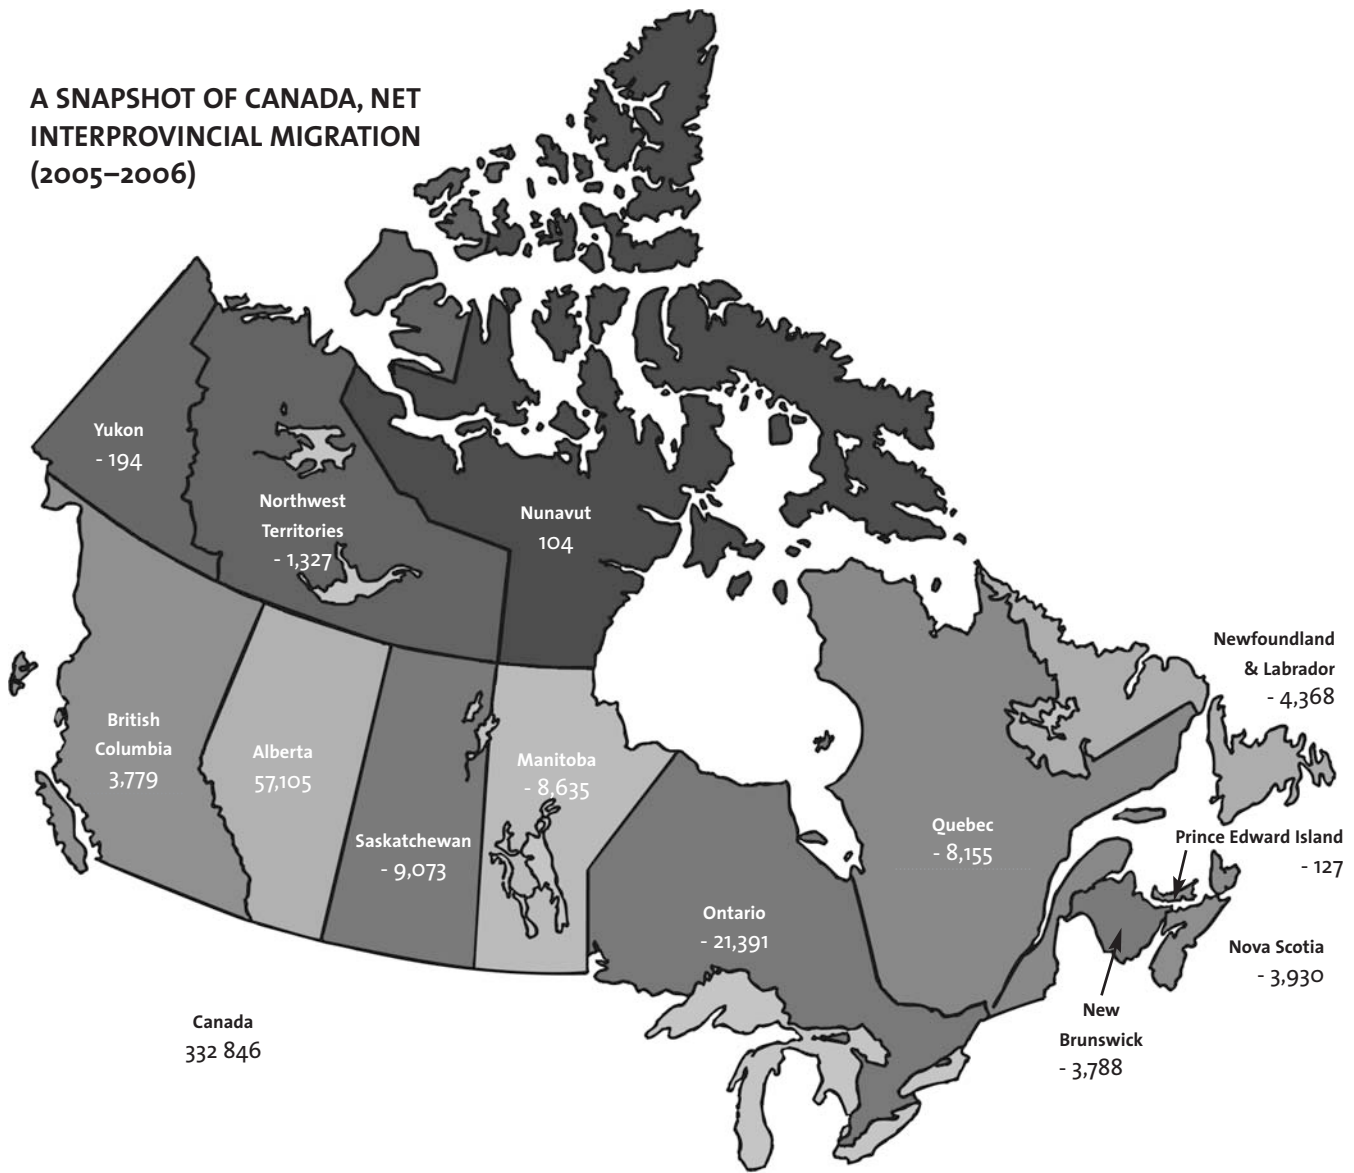 A SNAPSHOT OF CANADA, NET
INTERPROVINCIAL MIGRATION
(2005–2006)
Yukon
- 194
Northwest
Territories
- 1,327
Nunavut
104
Newfoundland
& Labrador
- 4,368
British
Columbia
3,779
Alberta
57,105
Manitoba
- 8,635
Saskatchewan
- 9,073
Quebec
- 8,155
Prince Edward Island
- 127
Ontario
- 21,391
Nova Scotia
- 3,930
New
Brunswick
- 3,788
Canada
332 846